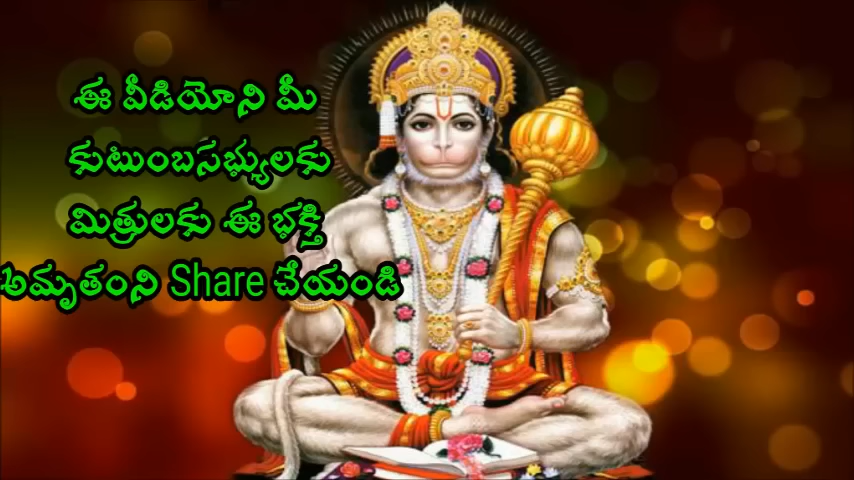 ఈ వీడియోని మీ
కుటుంబసభ్యులకు
మిత్రులకు ఈ భక్తి
అమృతంని Share చేయండి